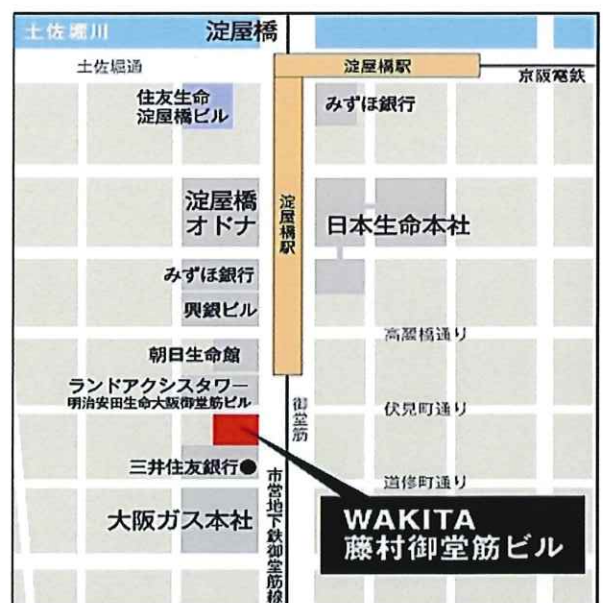 土佐堀川
淀屋橋
土佐堀通
淀屋橋駅
京阪電鉄
住友生命
淀屋橋ビル
みずほ銀行
淀屋橋
オドナ
淀屋橋駅
日本生命本社
みずほ銀行
興銀ビル
高麗橋通り
朝日生命館
ランドアクシスタワー
明治安田生命大阪御堂筋ビル
御堂筋
伏見町通り
三井住友銀行
道修町通り
市営地下鉄御堂筋線
大阪ガス本社
WAKITA
藤村御堂筋ビル